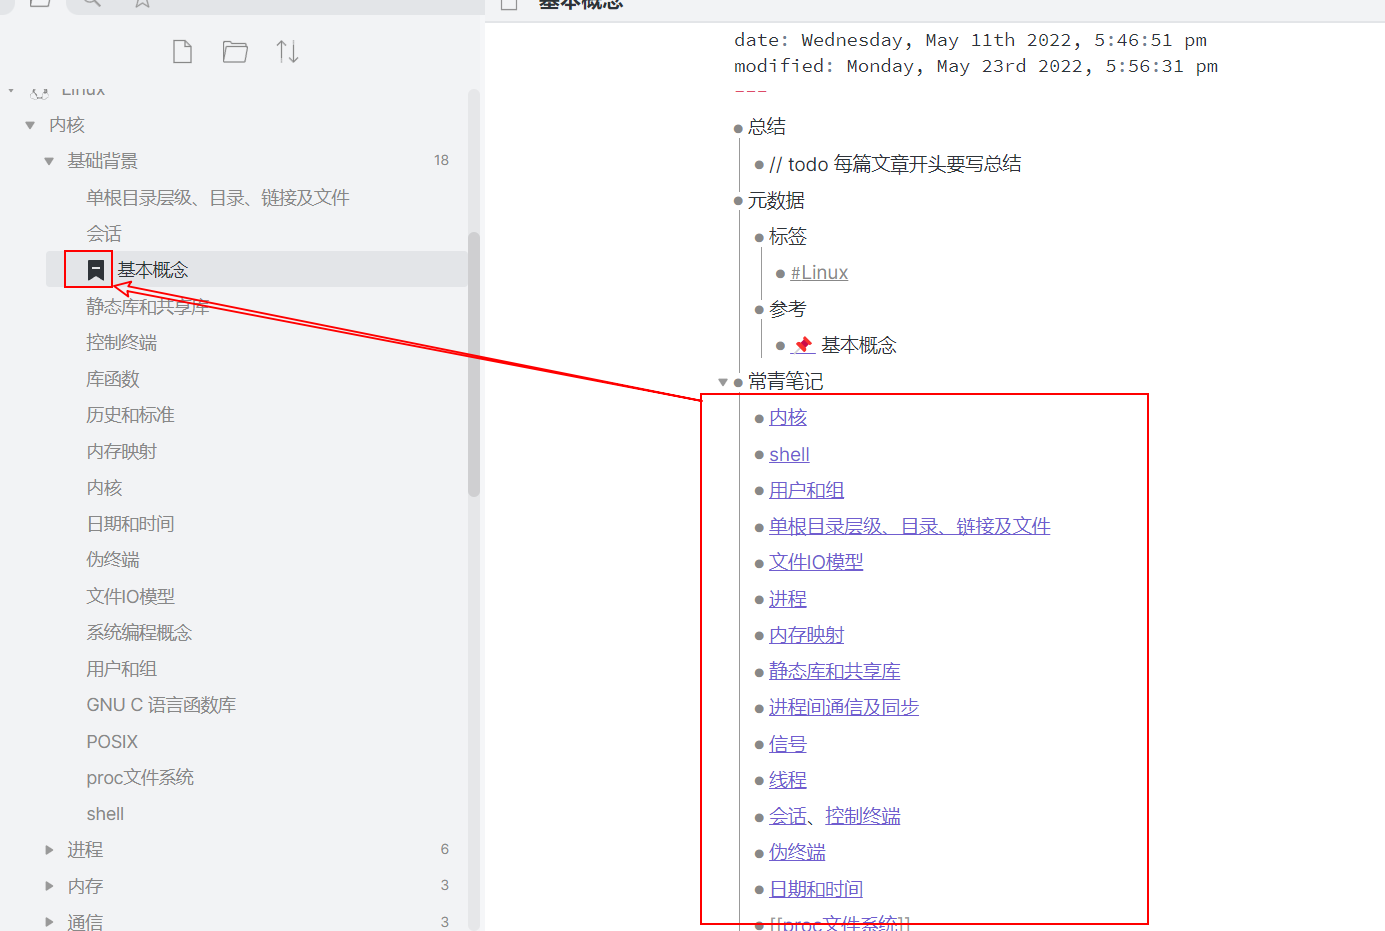 Linux
内核
基础背景 18
单根目录层级、目录、链接及文件
会话
基本概念
静态库和共享库
控制终端
库函数
历史和标准
内存映射
内核
日期和时间
伪终端
文件IO模型
系统编程概念
用户和组
GNU C 语言函数库
POSIX
proc文件系统
shell
进程 6
内存 3
通信 3
基本概念
date: Wednesday, May 11th 2022, 5:46:51 pm
modified: Monday, May 23rd 2022, 5:56:31 pm
---
总结
// todo 每篇文章开头要写总结
元数据
标签
#Linux
参考
📌 基本概念
常青笔记
内核
shell
用户和组
单根目录层级、目录、链接及文件
文件IO模型
进程
内存映射
静态库和共享库
进程间通信及同步
信号
线程
会话、控制终端
伪终端
日期和时间
[[proc文件系统]]